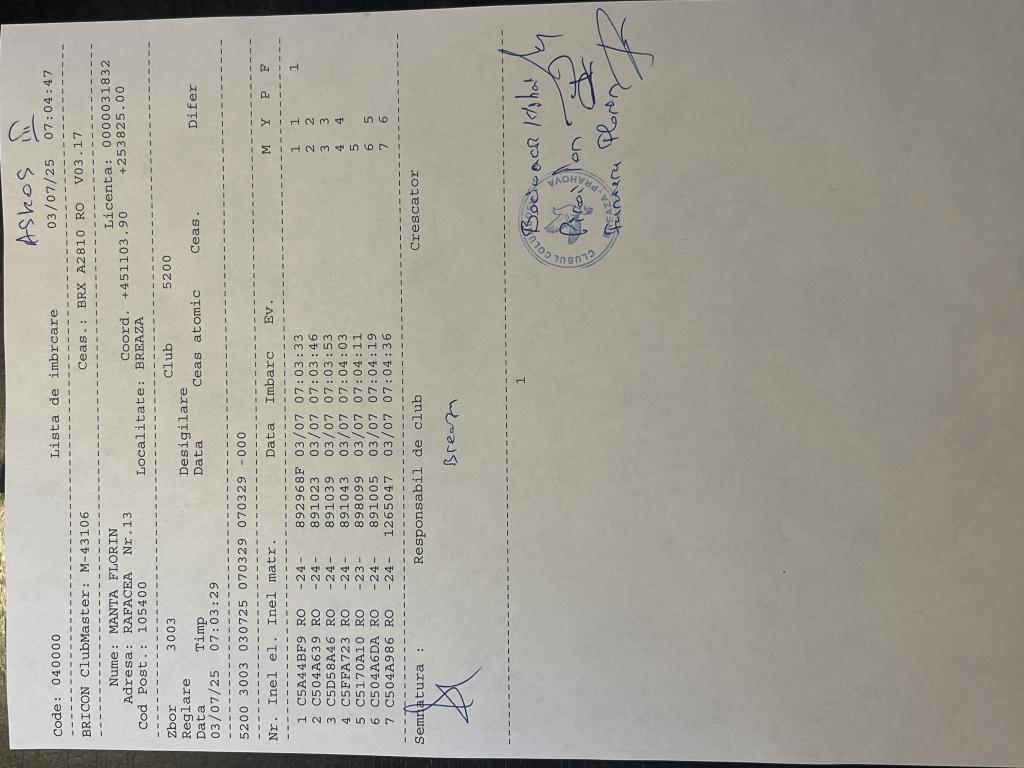 Askos III
Code: 040000 Lista de imbrcare 03/07/25 07:04:47
BRICON ClubMaster: M-43106 Ceas.: BRX A2810 RO V03.17
Nume: MANTA FLORIN Licenta: 0000031832
Adresa: RAFACEA Nr 13 Coord. +451103.90 +253825.00
Cod Post.: 105400 Localitate: BREAZA
Zbor 3003 Club 5200
Reglare Desigilare
Data Timp Data Ceas atomic Ceas. Difer
03/07/25 07:03:29
5200 3003 030725 070329 070329 -000
Nr. Inel el. Inel matr. Data Imbarc Ev. M Y P F
1 C5A44BF9 RO -24- 892968F 03/07 07:03:33 1 1 1
2 C504A639 RO -24- 891023 03/07 07:03:46 2 2
3 C5D58A46 RO -24- 891039 03/07 07:03:53 3 3
4 C5FFA723 RO -24- 891043 03/07 07:04:03 4 4
5 C5170A10 RO -23- 898099 03/07 07:04:11 5
6 C504A6DA RO -24- 891005 03/07 07:04:19 6 5
7 C504A986 RO -24- 1265047 03/07 07:04:36 7 6
Semnatura : Responsabil de club Crescator
Breaza
1
CLUBUL COLU BREAZA - PRAHOVA
Ion
Florin